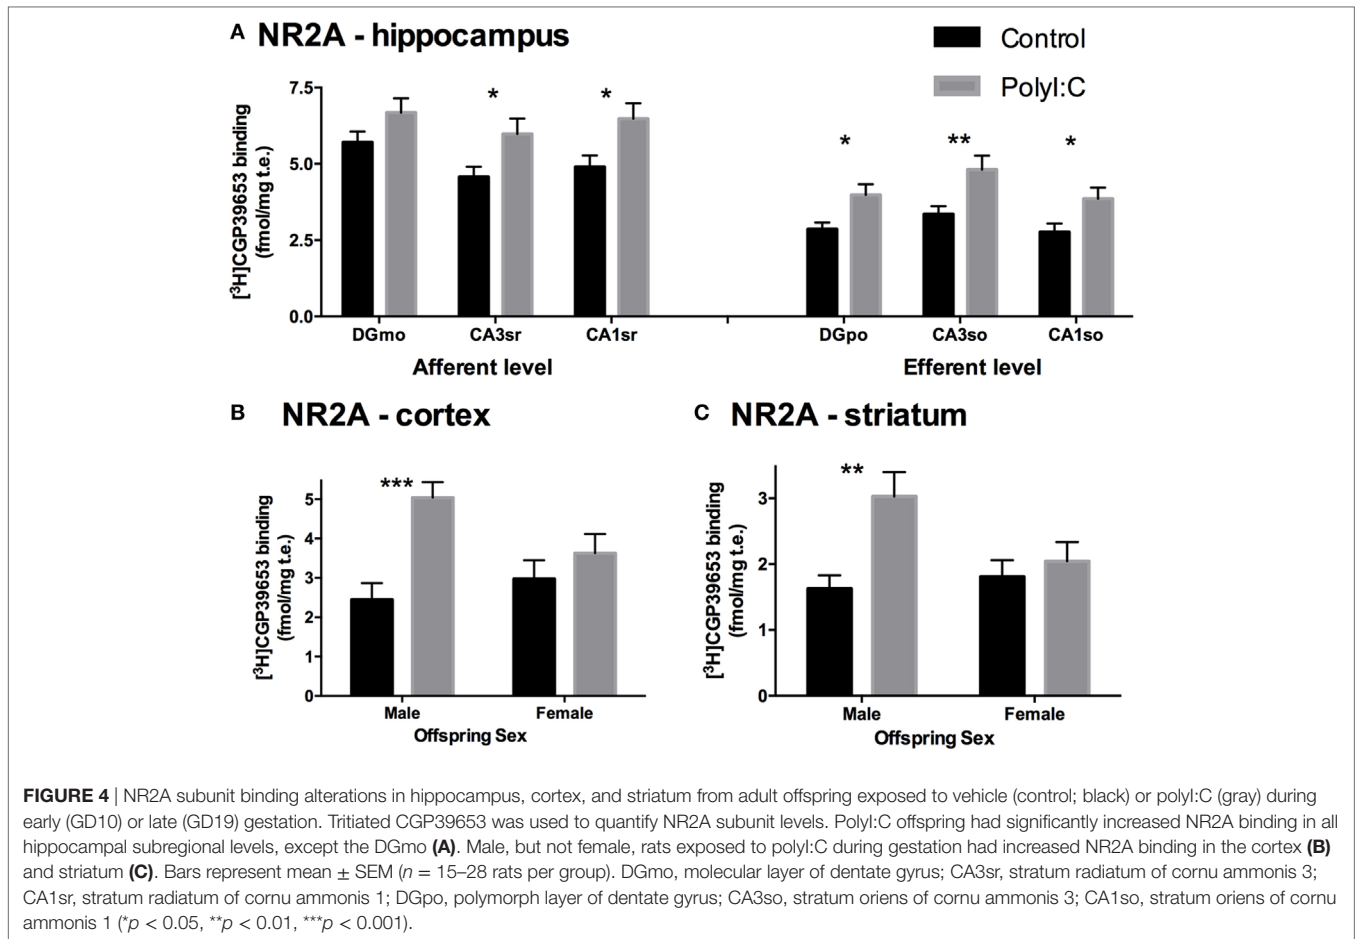 A NR2A - hippocampus
Control
PolyI:C
[³H]CGP39653 binding
(fmol/mg t.e.)
7.5
5.0
2.5
0.0
*
*
*
**
*
DGmo
CA3sr
CA1sr
DGpo
CA3so
CA1so
Afferent level
Efferent level
B NR2A - cortex
[³H]CGP39653 binding
(fmol/mg t.e.)
5
4
3
2
1
0
***
Male
Female
Offspring Sex
C NR2A - striatum
[³H]CGP39653 binding
(fmol/mg t.e.)
3
2
1
0
**
Male
Female
Offspring Sex
FIGURE 4 | NR2A subunit binding alterations in hippocampus, cortex, and striatum from adult offspring exposed to vehicle (control; black) or polyI:C (gray) during
early (GD10) or late (GD19) gestation. Tritiated CGP39653 was used to quantify NR2A subunit levels. PolyI:C offspring had significantly increased NR2A binding in all
hippocampal subregional levels, except the DGmo (A). Male, but not female, rats exposed to polyI:C during gestation had increased NR2A binding in the cortex (B)
and striatum (C). Bars represent mean ± SEM (n = 15–28 rats per group). DGmo, molecular layer of dentate gyrus; CA3sr, stratum radiatum of cornu ammonis 3;
CA1sr, stratum radiatum of cornu ammonis 1; DGpo, polymorph layer of dentate gyrus; CA3so, stratum oriens of cornu ammonis 3; CA1so, stratum oriens of cornu
ammonis 1 (*p < 0.05, **p < 0.01, ***p < 0.001).